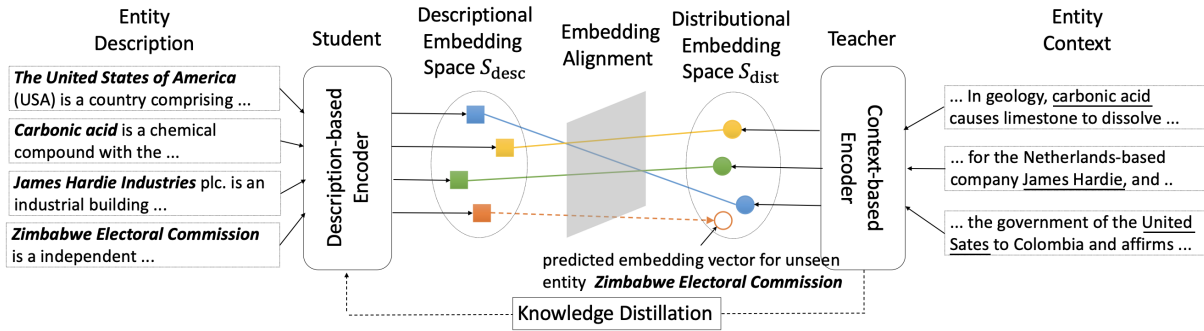 Entity
Description
Student
Descriptional
Embedding
Space S_desc
Embedding
Alignment
Distributional
Embedding
Space S_dist
Teacher
Entity
Context
The United States of America
(USA) is a country comprising ...
Carbonic acid is a chemical
compound with the ...
James Hardie Industries plc. is an
industrial building ...
Zimbabwe Electoral Commission
is a independent ...
Description-based
Encoder
Context-based
Encoder
... In geology, carbonic acid
causes limestone to dissolve ...
... for the Netherlands-based
company James Hardie, and ..
... the government of the United
Sates to Colombia and affirms ...
predicted embedding vector for unseen
entity Zimbabwe Electoral Commission
Knowledge Distillation